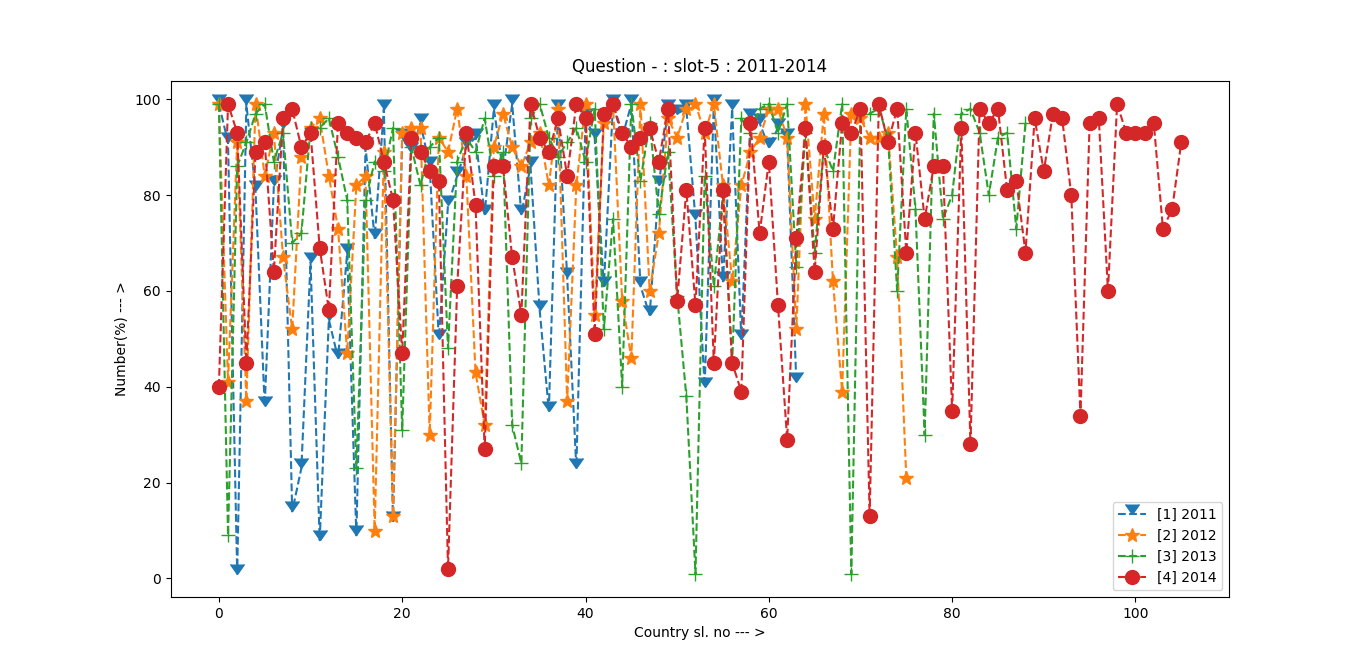 Question - : slot-5 : 2011-2014
Number(%) --- >
100
80
60
40
20
0
0 20 40 60 80 100
Country sl. no --- >
[1] 2011
[2] 2012
[3] 2013
[4] 2014